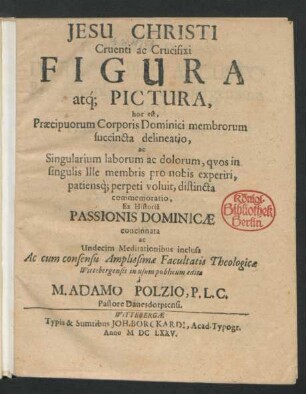 JESU CHRISTI
Cruenti ac Crucifixi
FIGURA
atq; PICTURA,
hoc est,
Præcipuorum Corporis Dominici membrorum
succincta delineatio,
ac
Singularium laborum ac dolorum, qvos in
singulis Ille membris pro nobis experiri,
patiensq; perpeti voluit, distincta
commemoratio,
Ex Historiâ
PASSIONIS DOMINICÆ
concinnata
ac
Undecim Meditationibus inclusa
Ac cum consensu Amplissimæ Facultatis Theologicæ
Wittebergensis in usum publicum edita
à
M. ADAMO POLZIO, P. L. C.
Pastore Danesdorpiensi.
WITTEBERGÆ
Typis & Sumtibus JOH. BORCKARDI, Acad. Typogr.
Anno M DC LXXV.
Königl.
Bibliothek
Berlin.